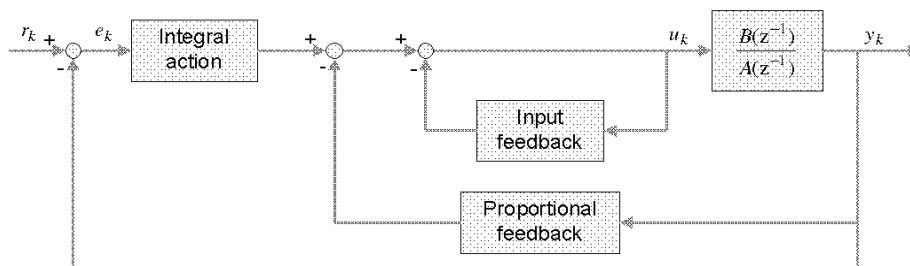 r_k
+
-
e_k
Integral
action
+
-
+
-
u_k
B(z⁻¹)
A(z⁻¹)
y_k
Input
feedback
Proportional
feedback